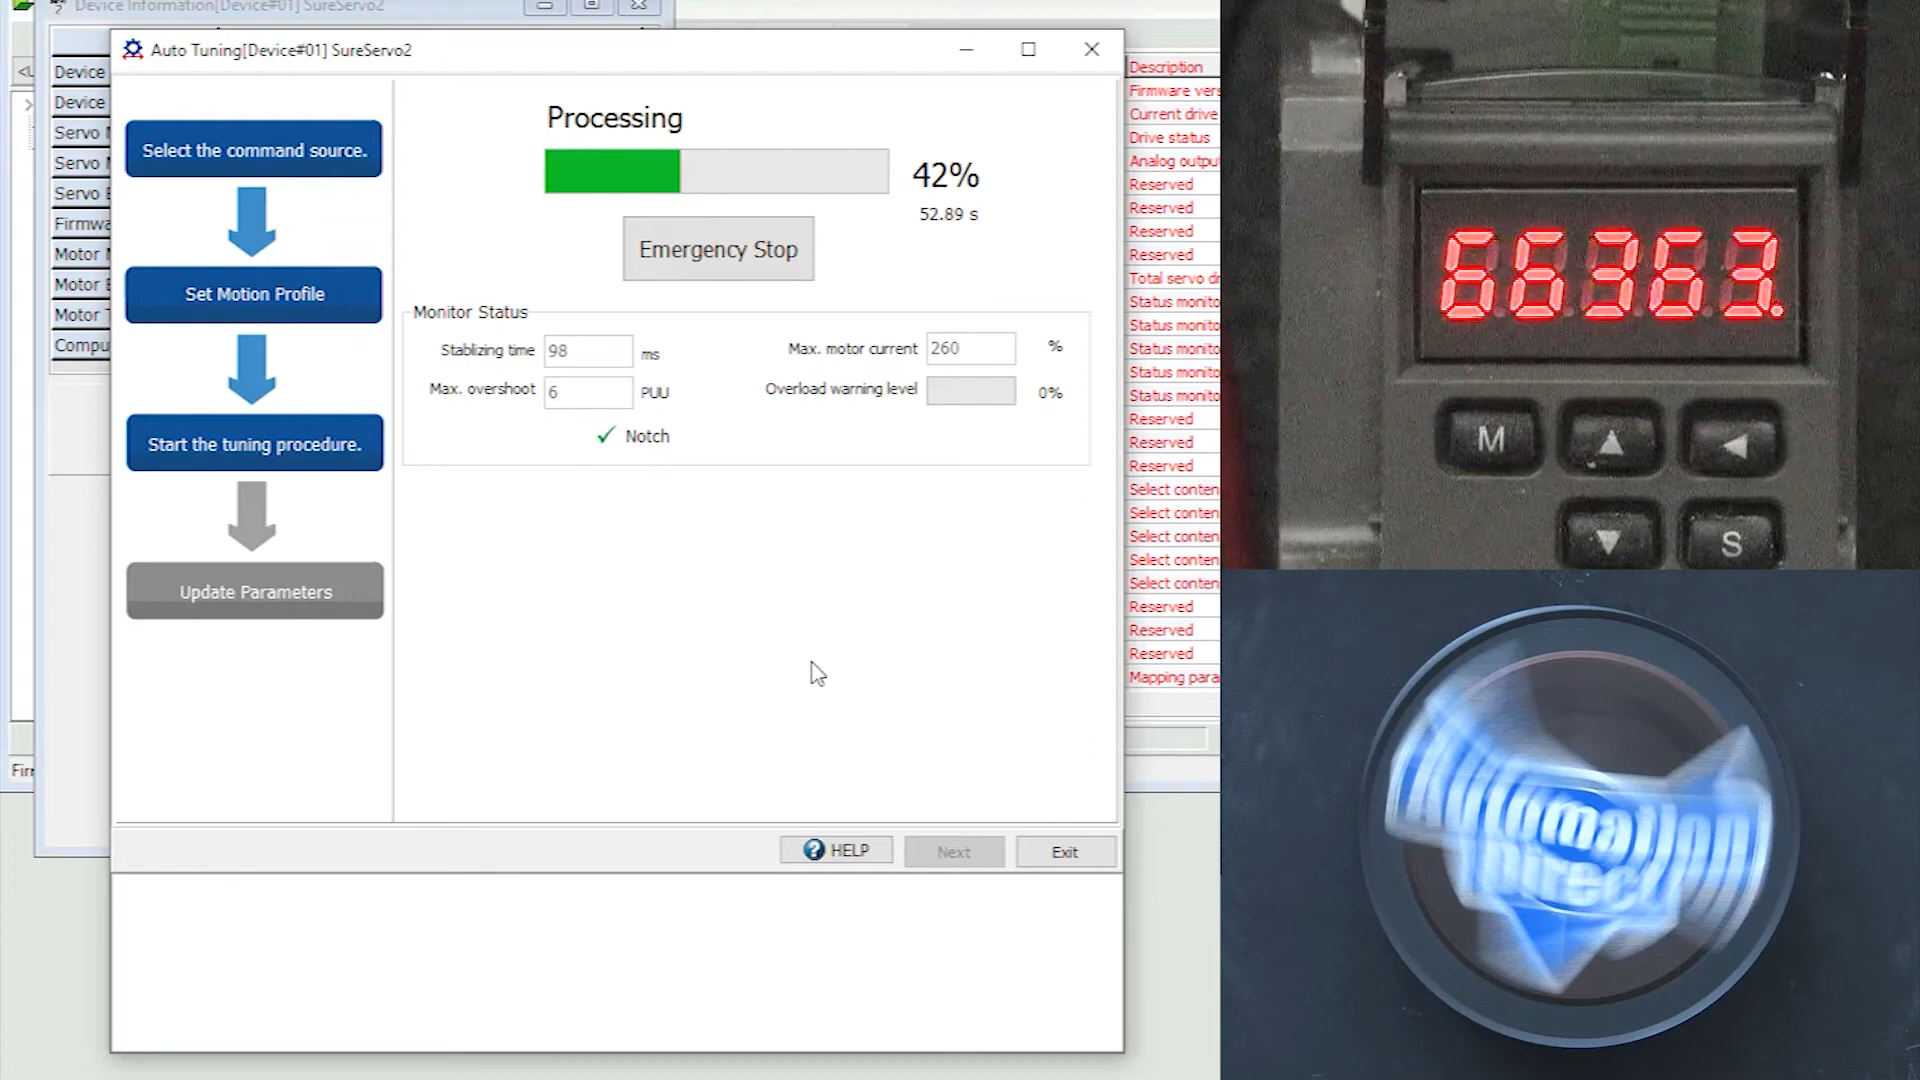 Device Information[Device#01] SureServo2
Auto Tuning[Device#01] SureServo2
Device
Device
Servo
Servo
Servo
Firmwa
Motor
Motor
Motor
Compu
Select the command source.
Set Motion Profile
Start the tuning procedure.
Update Parameters
Processing
42%
52.89 s
Emergency Stop
Monitor Status
Stablizing time 98 ms
Max. motor current 260 %
Max. overshoot 6 PUU
Overload warning level 0%
Notch
HELP
Next
Exit
Description
Firmware vers
Current drive
Drive status
Analog output
Reserved
Reserved
Reserved
Reserved
Total servo dr
Status monito
Status monito
Status monito
Status monito
Status monito
Reserved
Reserved
Reserved
Select conten
Select conten
Select conten
Select conten
Select conten
Reserved
Reserved
Reserved
Mapping para
M
S
Automation
Direct